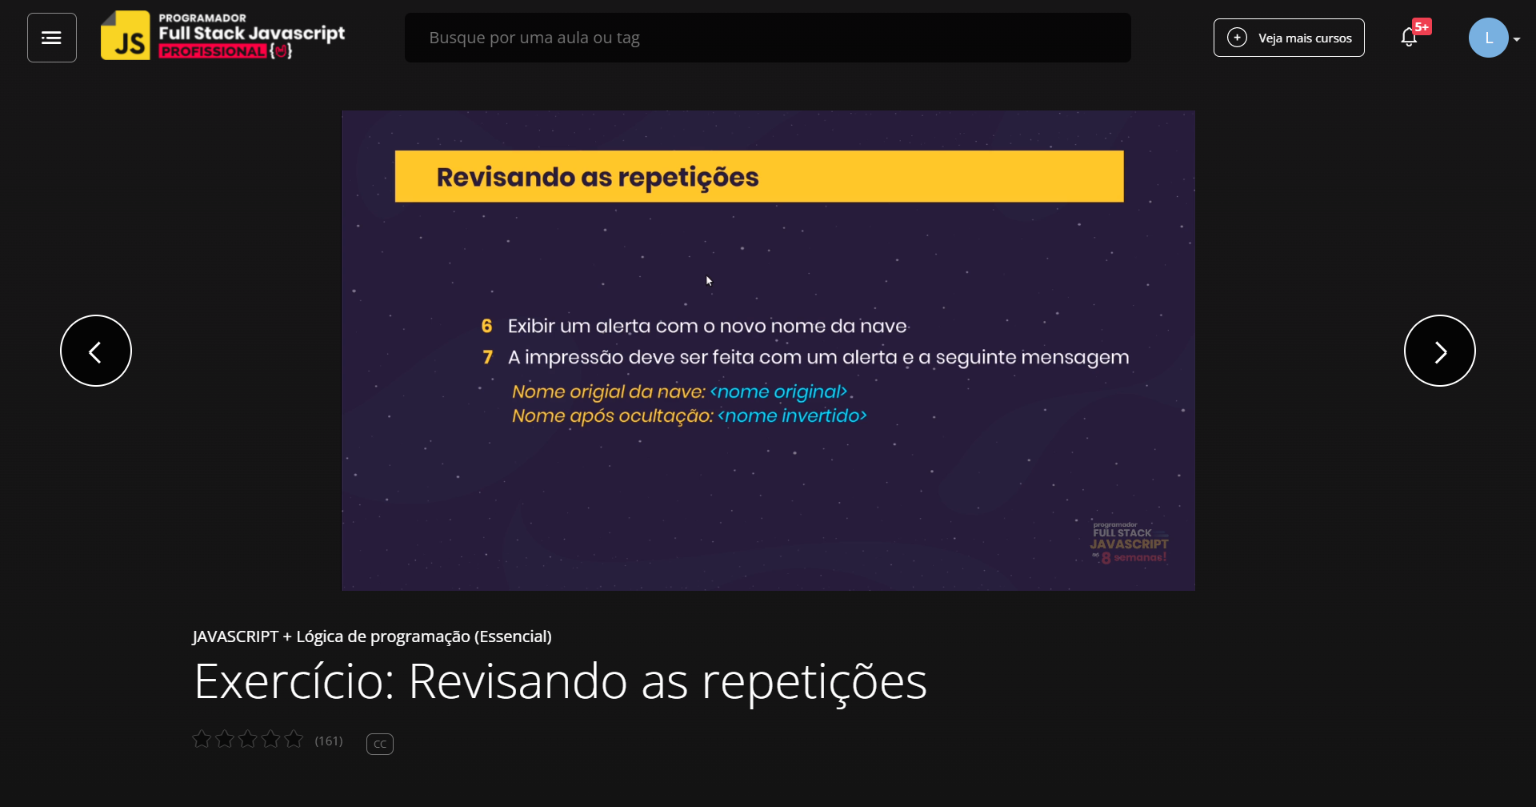 JS
PROGRAMADOR
Full Stack Javascript
PROFISSIONAL
Busque por uma aula ou tag
Veja mais cursos
5+
L
Revisando as repetições
6 Exibir um alerta com o novo nome da nave
7 A impressão deve ser feita com um alerta e a seguinte mensagem
Nome origial da nave: <nome original> .
Nome após ocultação: <nome invertido>
programador
FULL STACK
JAVASCRIPT
8 semanas!
JAVASCRIPT + Lógica de programação (Essencial)
Exercício: Revisando as repetições
(161)
CC